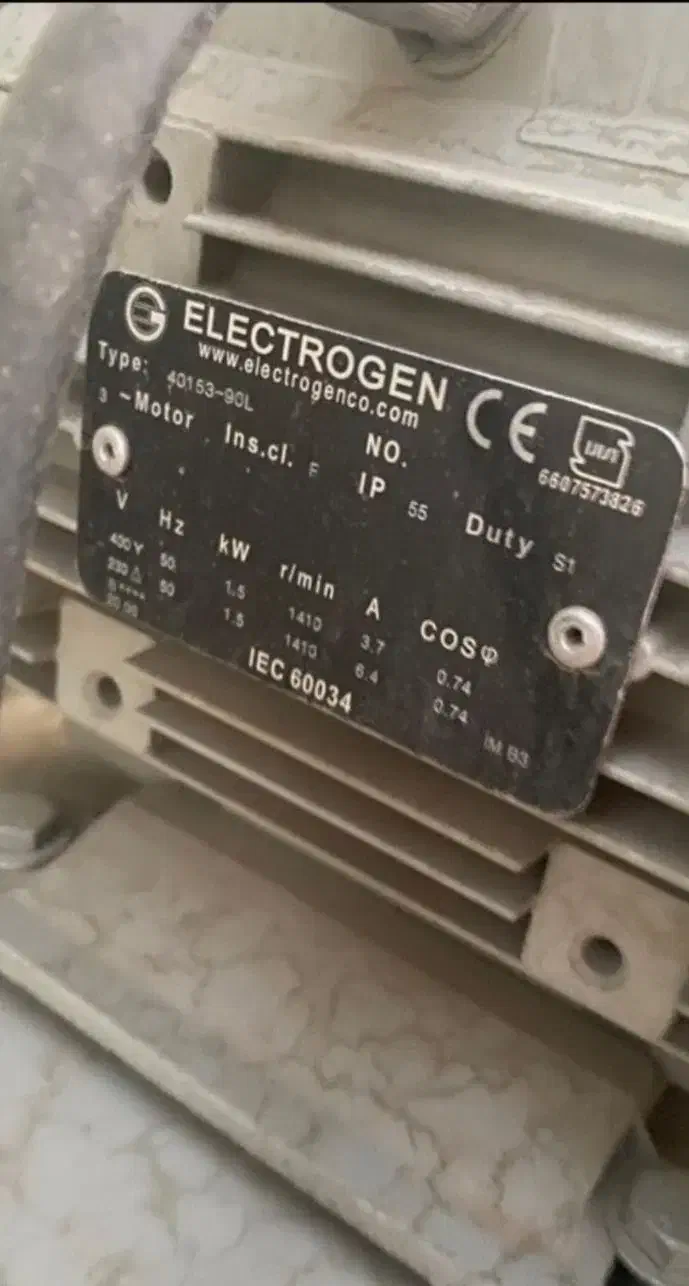 ELECTROGEN
www.electrogenco.com
Type: 40153-90L NO. 6607573826
3 ~Motor Ins.cl. F IP 55 Duty S1
V Hz kW r/min A COSφ
400 Y 50 1.5 1410 3.7 0.74
230 Δ 50 1.5 1410 6.4 0.74
IEC 60034 IM B3